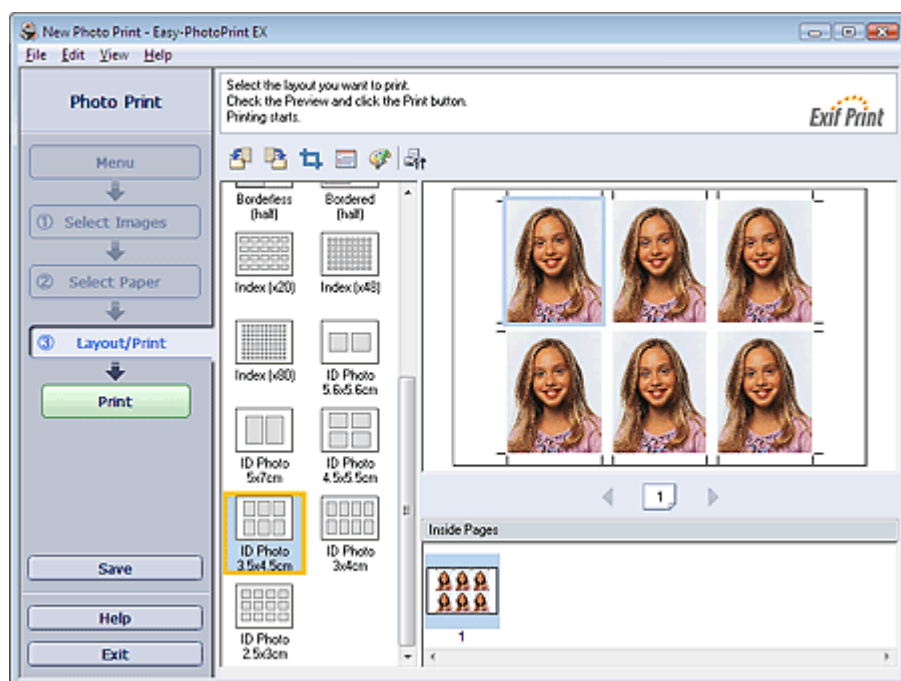 New Photo Print - Easy-PhotoPrint EX
File Edit View Help
Photo Print
Select the layout you want to print.
Check the Preview and click the Print button.
Printing starts.
Exif Print
Menu
① Select Images
② Select Paper
③ Layout/Print
Print
Save
Help
Exit
Borderless
(half)
Bordered
(half)
Index (x20)
Index (x48)
Index (x80)
ID Photo
5.6x5.6cm
ID Photo
5x7cm
ID Photo
4.5x5.5cm
ID Photo
3.5x4.5cm
ID Photo
3x4cm
ID Photo
2.5x3cm
1
Inside Pages
1